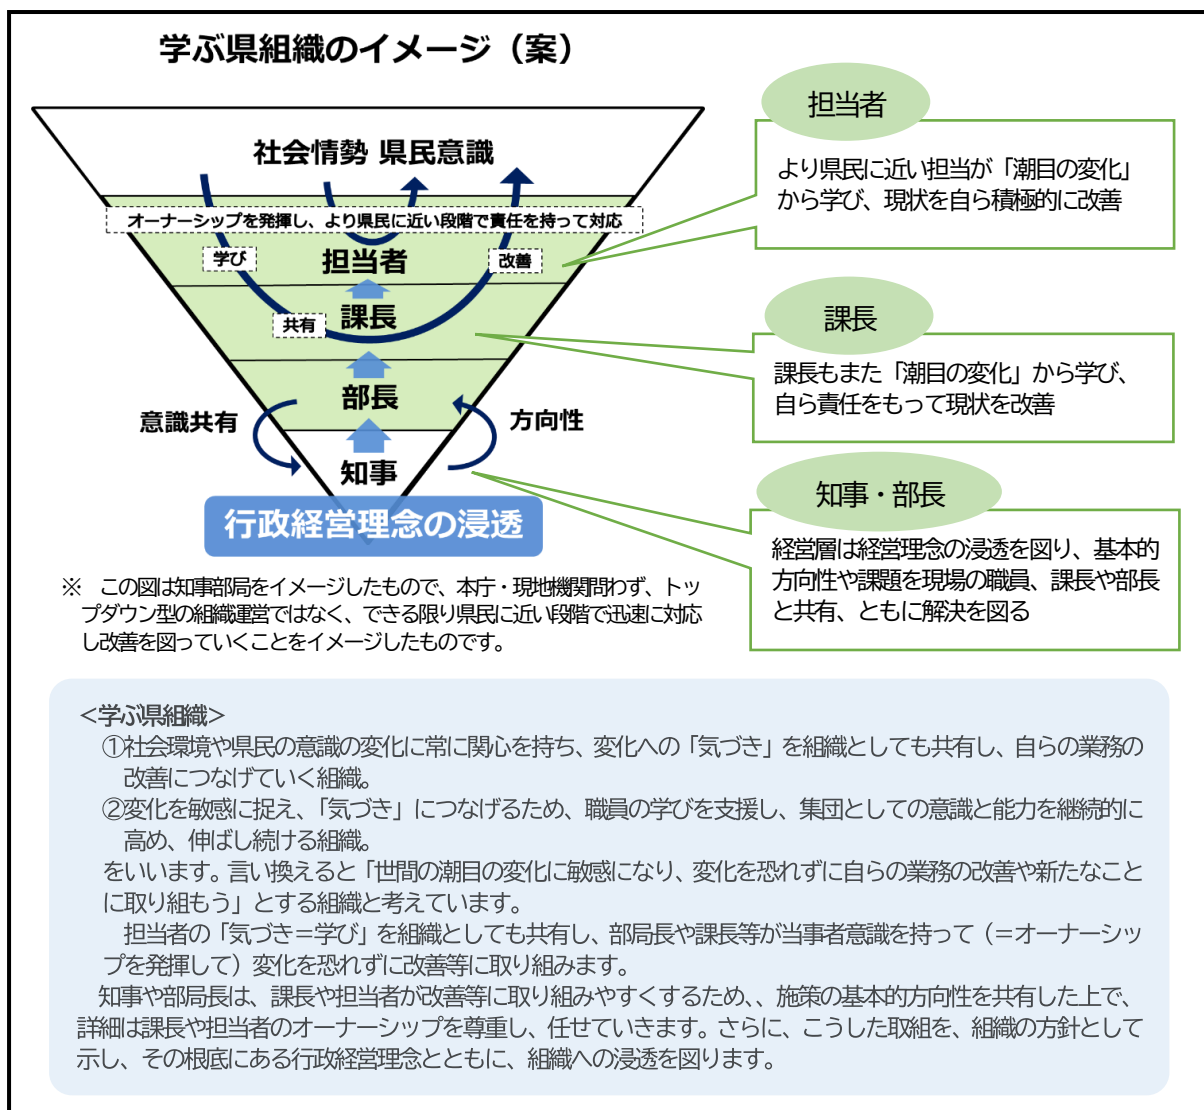 学ぶ県組織のイメージ（案）
社会情勢 県民意識
オーナーシップを発揮し、より県民に近い段階で責任を持って対応
学び
担当者
改善
共有
課長
部長
意識共有
方向性
知事
行政経営理念の浸透
※　この図は知事部局をイメージしたもので、本庁・現地機関問わず、トッ
プダウン型の組織運営ではなく、できる限り県民に近い段階で迅速に対応
し改善を図っていくことをイメージしたものです。
担当者
より県民に近い担当が「潮目の変化」
から学び、現状を自ら積極的に改善
課長
課長もまた「潮目の変化」から学び、
自ら責任をもって現状を改善
知事・部長
経営層は経営理念の浸透を図り、基本的
方向性や課題を現場の職員、課長や部長
と共有、ともに解決を図る
＜学ぶ県組織＞
①社会環境や県民の意識の変化に常に関心を持ち、変化への「気づき」を組織としても共有し、自らの業務の
改善につなげていく組織。
②変化を敏感に捉え、「気づき」につなげるため、職員の学びを支援し、集団としての意識と能力を継続的に
高め、伸ばし続ける組織。
をいいます。言い換えると「世間の潮目の変化に敏感になり、変化を恐れずに自らの業務の改善や新たなこと
に取り組もう」とする組織と考えています。
担当者の「気づき＝学び」を組織としても共有し、部局長や課長等が当事者意識を持って（＝オーナーシッ
プを発揮して）変化を恐れずに改善等に取り組みます。
知事や部局長は、課長や担当者が改善等に取り組みやすくするため、、施策の基本的方向性を共有した上で、
詳細は課長や担当者のオーナーシップを尊重し、任せていきます。さらに、こうした取組を、組織の方針として
示し、その根底にある行政経営理念とともに、組織への浸透を図ります。